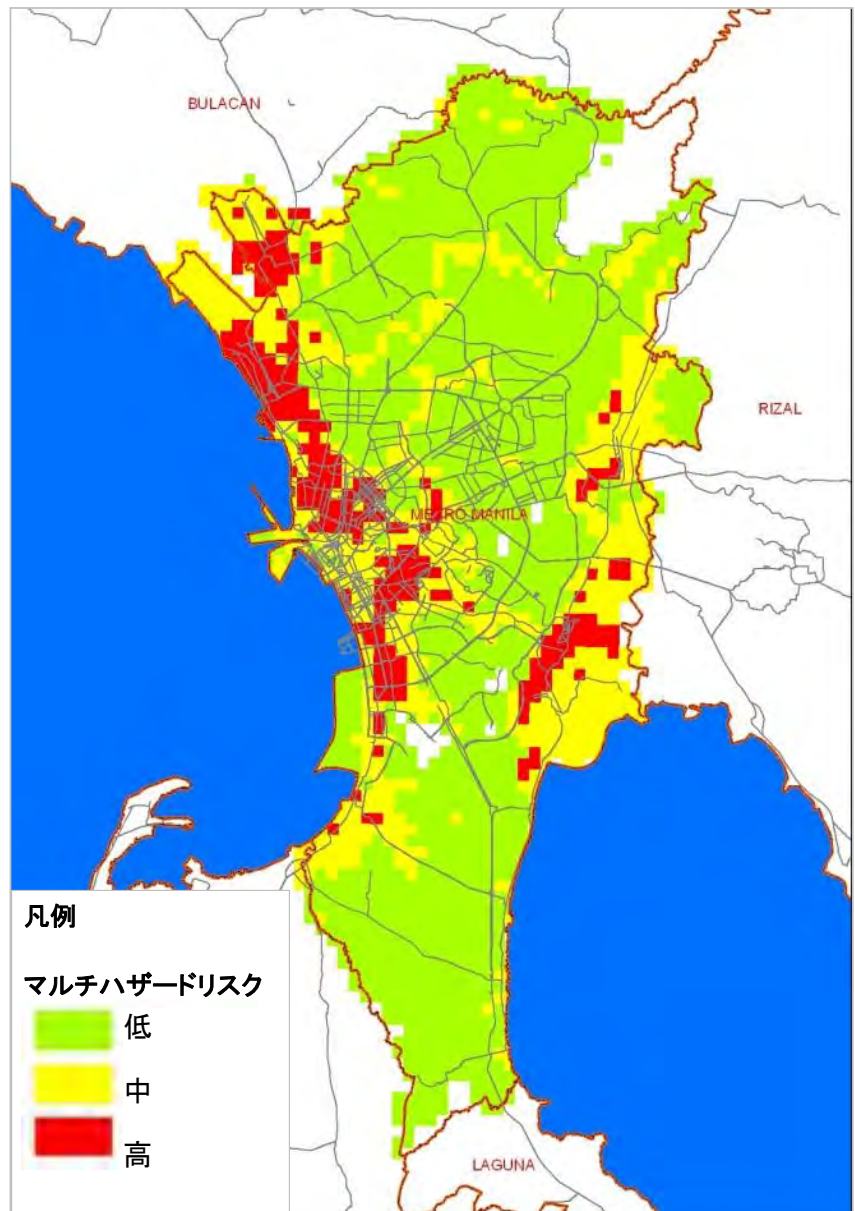 BULACAN
RIZAL
METRO MANILA
凡例
マルチハザードリスク
低
中
高
LAGUNA